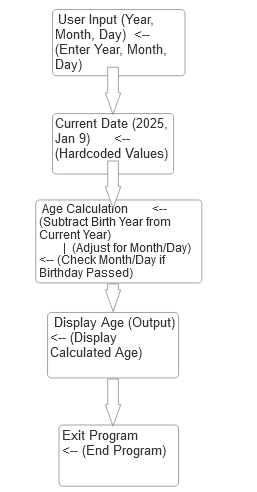 User Input (Year,
Month, Day) <--
(Enter Year, Month,
Day)
Current Date (2025,
Jan 9) <--
(Hardcoded Values)
Age Calculation <--
(Subtract Birth Year from
Current Year)
| (Adjust for Month/Day)
<-- (Check Month/Day if
Birthday Passed)
Display Age (Output)
<-- (Display
Calculated Age)
Exit Program
<-- (End Program)